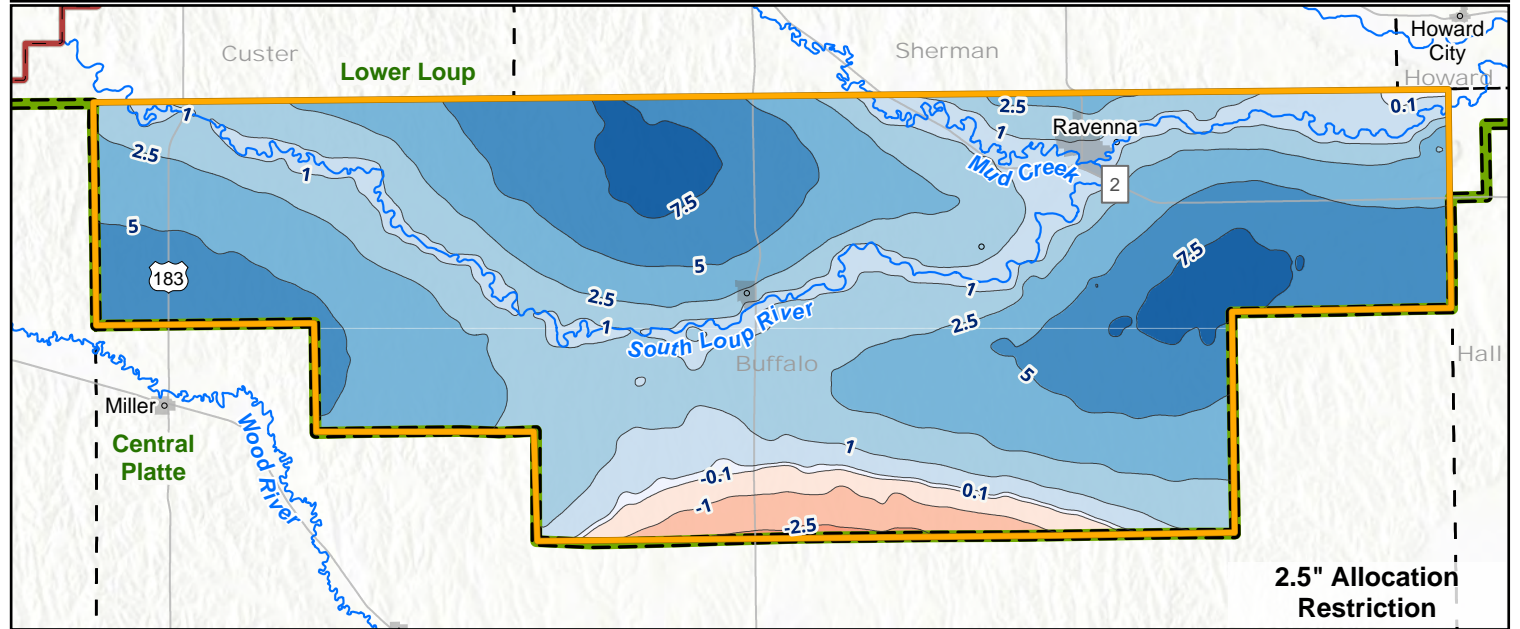 Custer
Lower Loup
Sherman
Howard
City
Howard
1
2.5
0.1
1
Ravenna
2.5
1
Mud Creek
2
7.5
5
7.5
183
5
2.5
1
1
2.5
South Loup River
Buffalo
Hall
5
Miller
Central
Platte
Wood River
1
-0.1
0.1
-1
-2.5
2.5" Allocation
Restriction